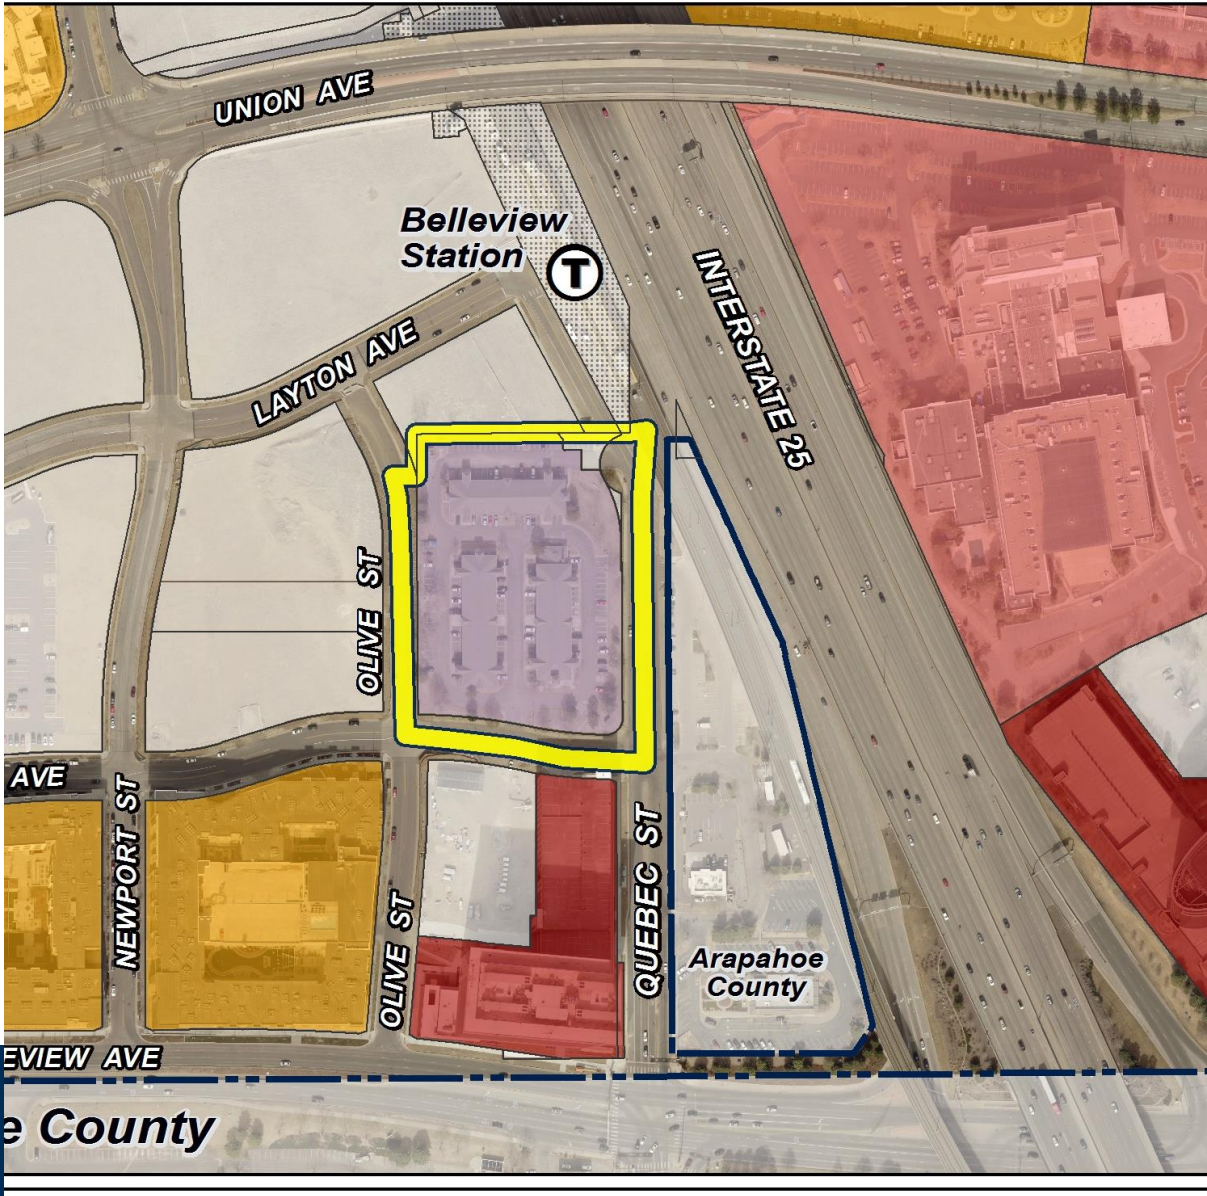 UNION AVE
Belleview
Station
T
INTERSTATE 25
LAYTON AVE
OLIVE ST
AVE
NEWPORT ST
OLIVE ST
QUEBEC ST
Arapahoe
County
EVIEW AVE
e County